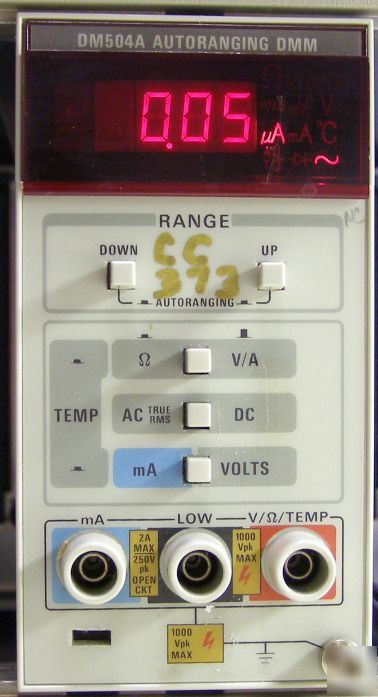 DM504A AUTORANGING DMM
0.05 μA mA °C
Ω V
RANGE
DOWN CC UP
373
AUTORANGING
Ω V/A
TEMP AC TRUE RMS DC
mA VOLTS
mA LOW V/Ω/TEMP
2A MAX
250V pk
OPEN CKT
1000 Vpk MAX
1000 Vpk MAX